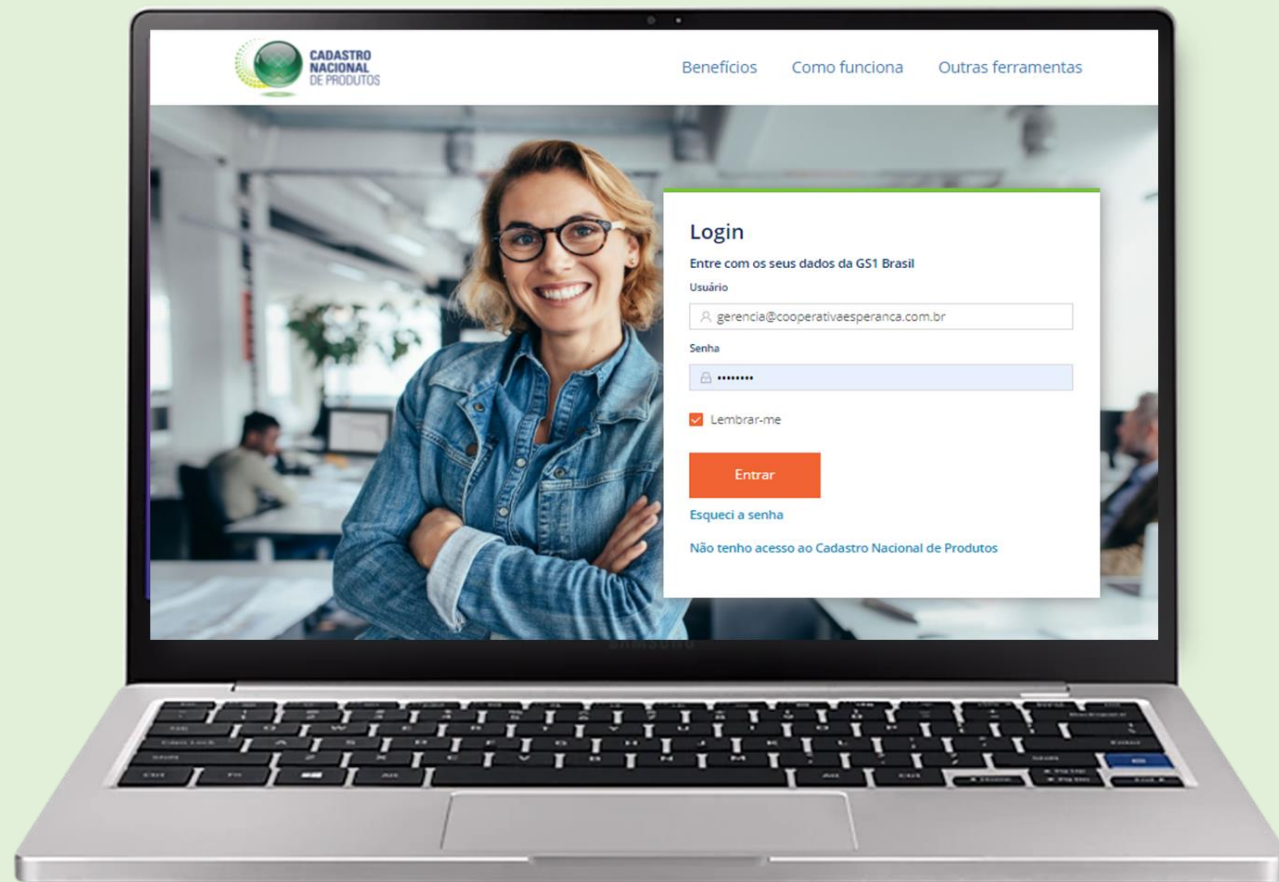 CADASTRO
NACIONAL
DE PRODUTOS
Benefícios Como funciona Outras ferramentas
Login
Entre com os seus dados da GS1 Brasil
Usuário
gerencia@cooperativaesperanca.com.br
Senha
••••••••
Lembrar-me
Entrar
Esqueci a senha
Não tenho acesso ao Cadastro Nacional de Produtos
SAMSUNG